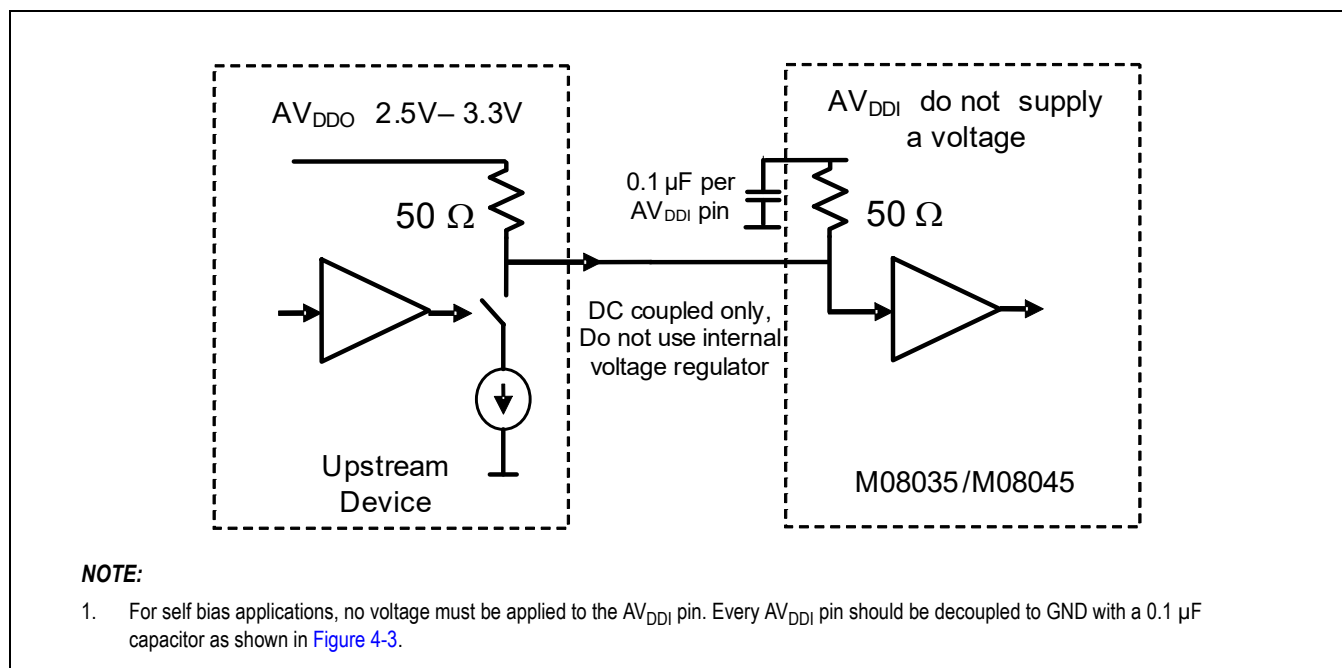 AVDDO 2.5V– 3.3V
50 Ω
Upstream
Device
0.1 µF per
AVDDI pin
DC coupled only,
Do not use internal
voltage regulator
AVDDI do not supply
a voltage
50 Ω
M08035/M08045
NOTE:
1. For self bias applications, no voltage must be applied to the AVDDI pin. Every AVDDI pin should be decoupled to GND with a 0.1 µF
capacitor as shown in Figure 4-3.